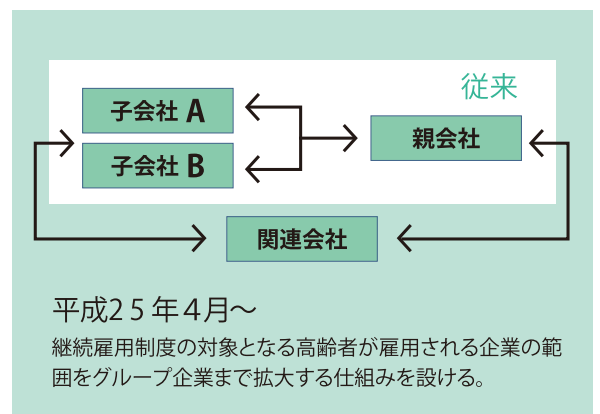 従来
子会社 A
親会社
子会社 B
関連会社
平成２５年４月～
継続雇用制度の対象となる高齢者が雇用される企業の範
囲をグループ企業まで拡大する仕組みを設ける。